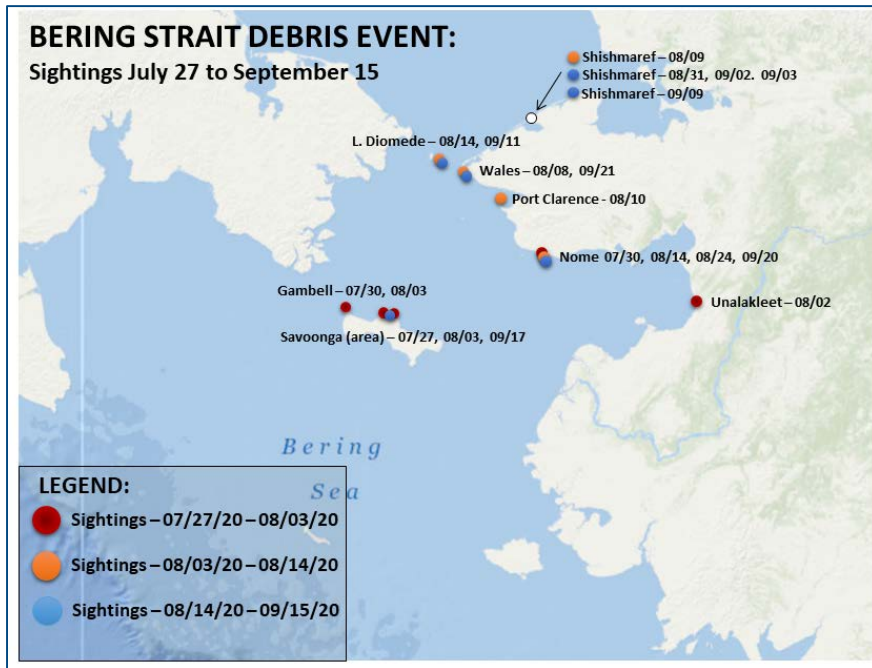 BERING STRAIT DEBRIS EVENT:
Sightings July 27 to September 15
Shishmaref – 08/09
Shishmaref – 08/31, 09/02. 09/03
Shishmaref – 09/09
L. Diomede – 08/14, 09/11
Wales – 08/08, 09/21
Port Clarence - 08/10
Nome 07/30, 08/14, 08/24, 09/20
Gambell – 07/30, 08/03
Unalakleet – 08/02
Savoonga (area) – 07/27, 08/03, 09/17
Bering
Sea
LEGEND:
Sightings – 07/27/20 – 08/03/20
Sightings – 08/03/20 – 08/14/20
Sightings – 08/14/20 – 09/15/20